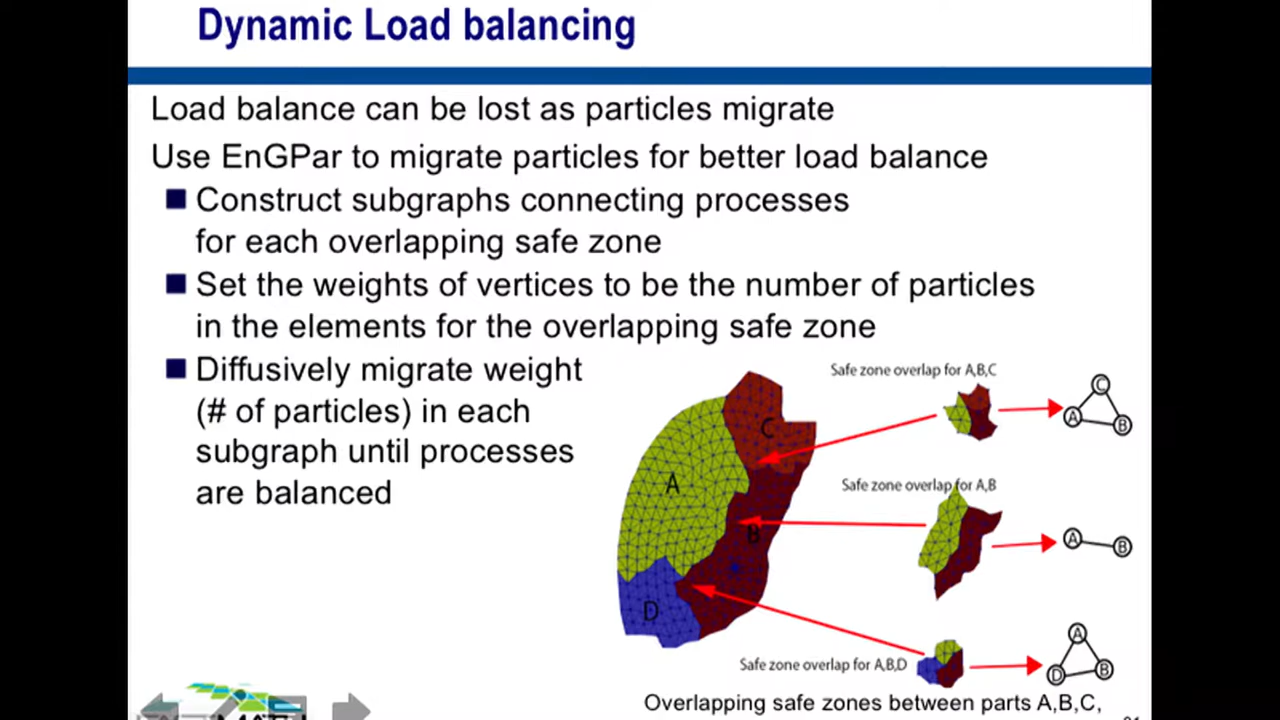 Dynamic Load balancing
Load balance can be lost as particles migrate
Use EnGPar to migrate particles for better load balance
Construct subgraphs connecting processes
for each overlapping safe zone
Set the weights of vertices to be the number of particles
in the elements for the overlapping safe zone
Diffusively migrate weight
(# of particles) in each
subgraph until processes
are balanced
Safe zone overlap for A,B,C
C
A
B
C
A
Safe zone overlap for A,B
B
A
B
D
A
Safe zone overlap for A,B,D
D
B
Overlapping safe zones between parts A,B,C,